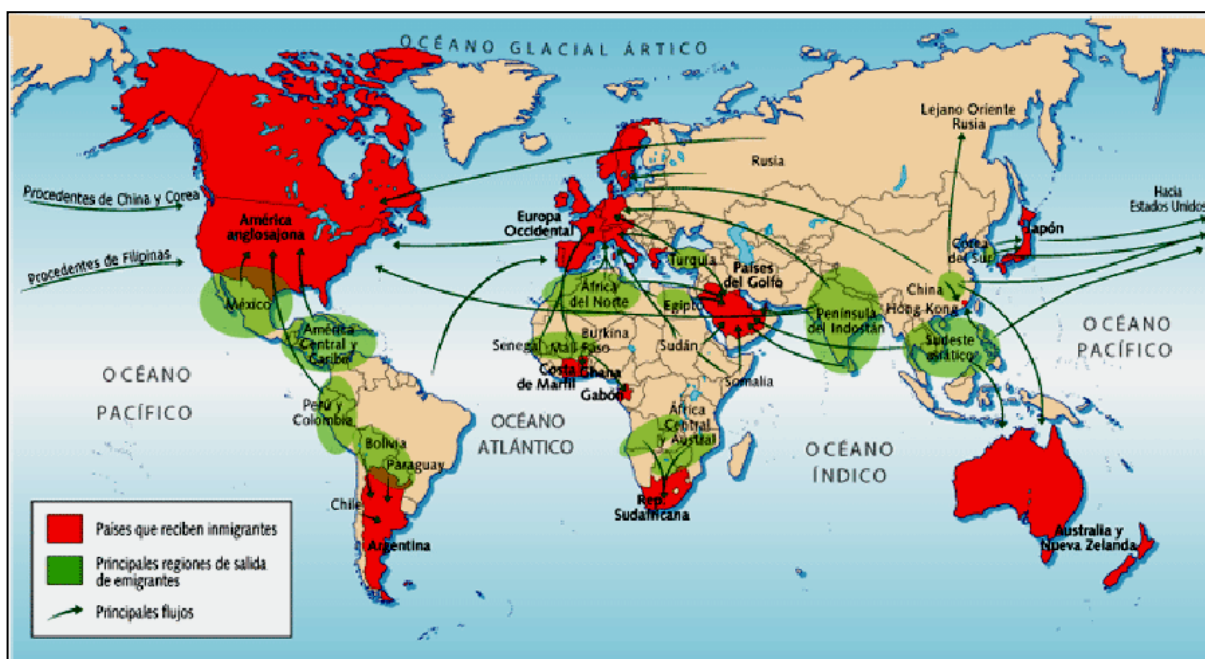 OCÉANO GLACIAL ÁRTICO
Lejano Oriente
Rusia
Rusia
Procedentes de China y Corea
Hacia
Estados Unidos
América
anglosajona
Europa
Occidental
Japón
Corea
del Sur
Procedentes de Filipinas
Turquía
Países
del Golfo
China
México
África
del Norte
Egipto
Península
del Indostán
Hong-Kong
América
Central y
Caribe
Senegal
Malí
Burkina
Faso
Sudán
Sudeste
asiático
OCÉANO
PACÍFICO
Costa
de Marfil
Ghana
Gabón
Somalia
OCÉANO
PACÍFICO
Perú y
Colombia
OCÉANO
ATLÁNTICO
África
Central
y Austral
OCÉANO
ÍNDICO
Bolivia
Paraguay
Chile
Rep.
Sudafricana
Argentina
Australia y
Nueva Zelanda
Países que reciben inmigrantes
Principales regiones de salida
de emigrantes
Principales flujos